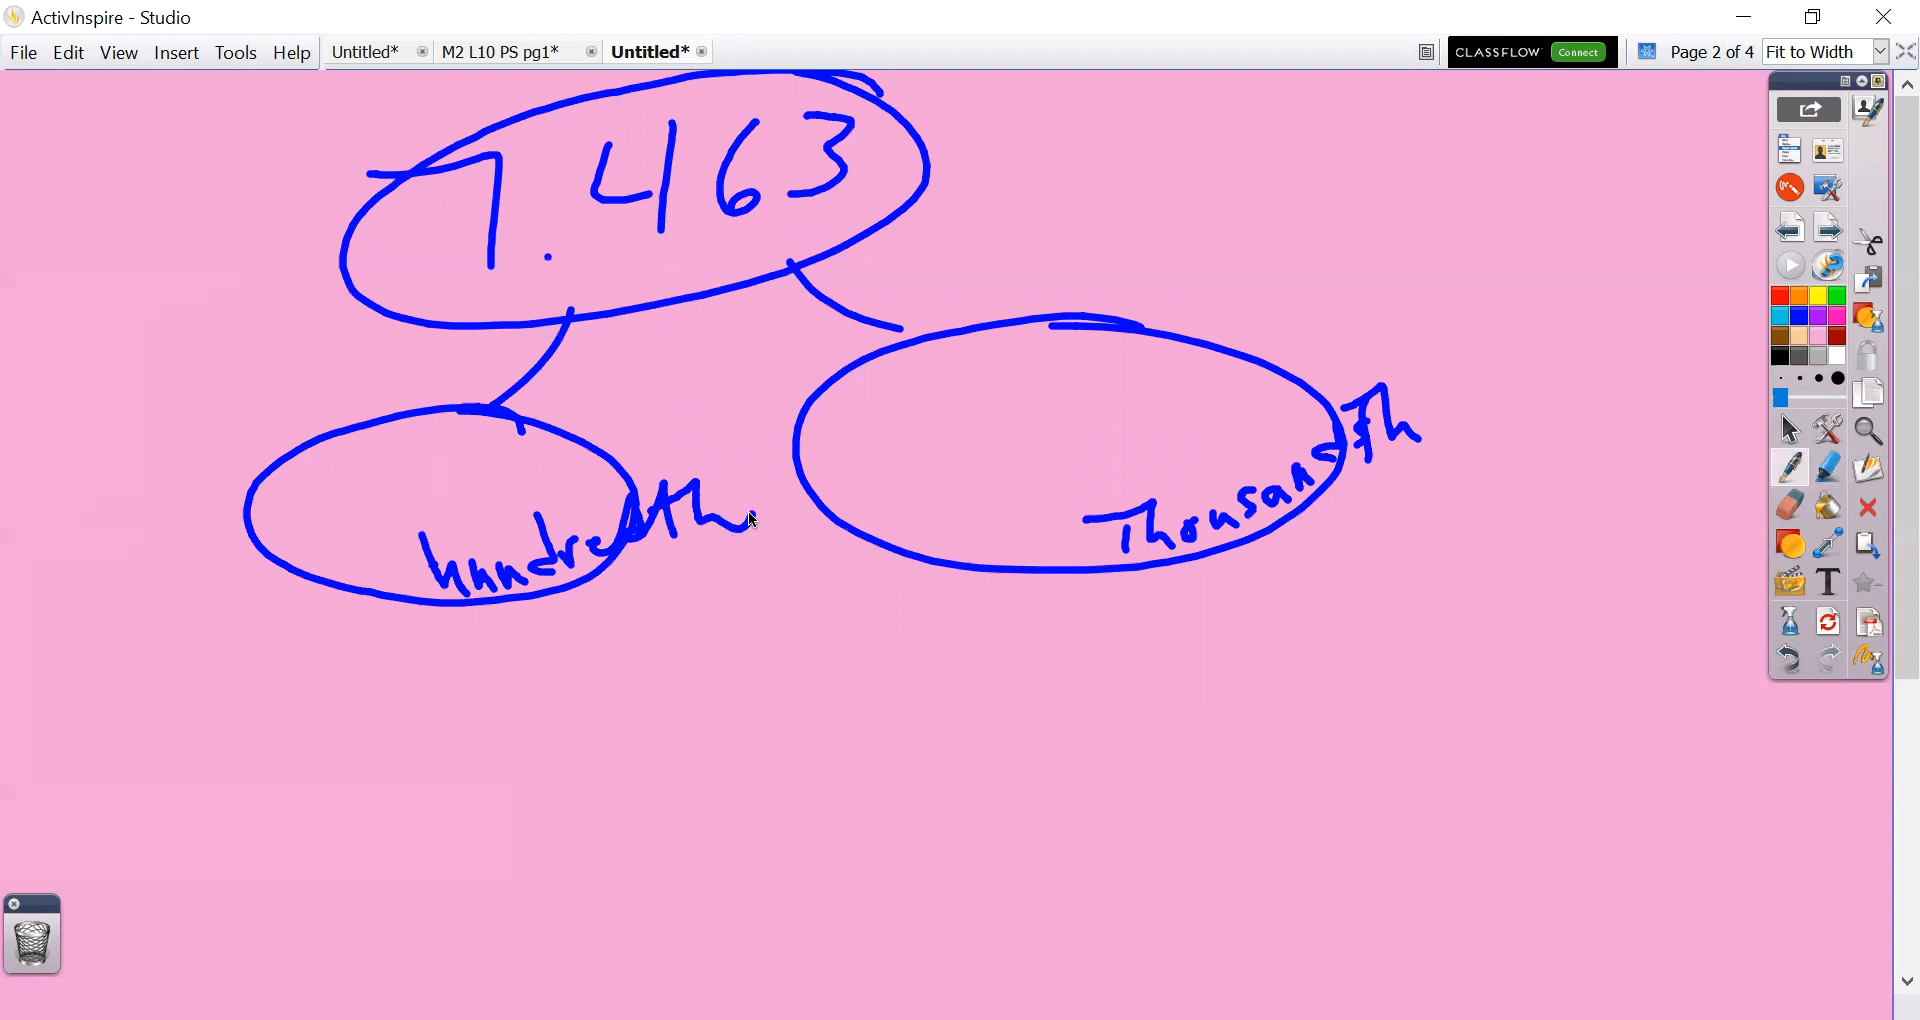 ActivInspire - Studio
File Edit View Insert Tools Help Untitled* M2 L10 PS pg1* Untitled* CLASSFLOW Connect Page 2 of 4 Fit to Width
7.463
hundredth
Thousandth
T